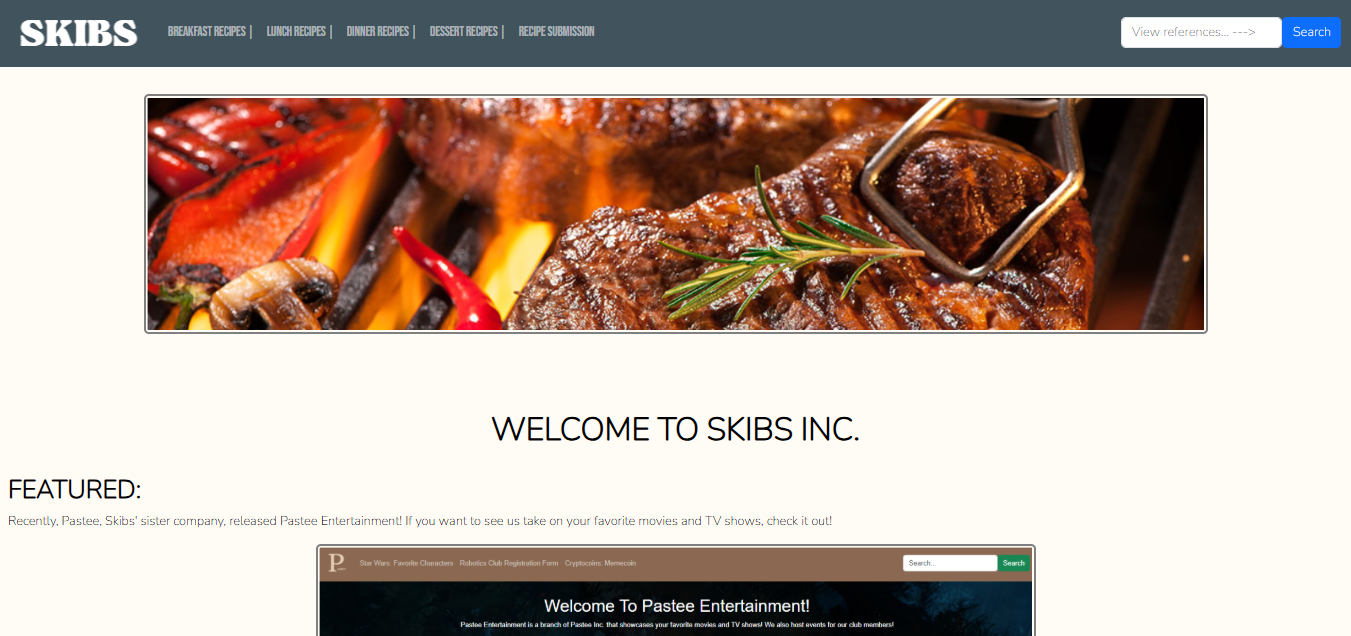 SKIBS BREAKFAST RECIPES | LUNCH RECIPES | DINNER RECIPES | DESSERT RECIPES | RECIPE SUBMISSION View references... ---> Search
WELCOME TO SKIBS INC.
FEATURED:
Recently, Pastee, Skibs' sister company, released Pastee Entertainment! If you want to see us take on your favorite movies and TV shows, check it out!
P Star Wars: Favorite Characters Robotics Club Registration Form Cryptocoins: Memecoin Search... Search
Welcome To Pastee Entertainment!
Pastee Entertainment is a branch of Pastee Inc. that showcases your favorite movies and TV shows! We also host events for our club members!